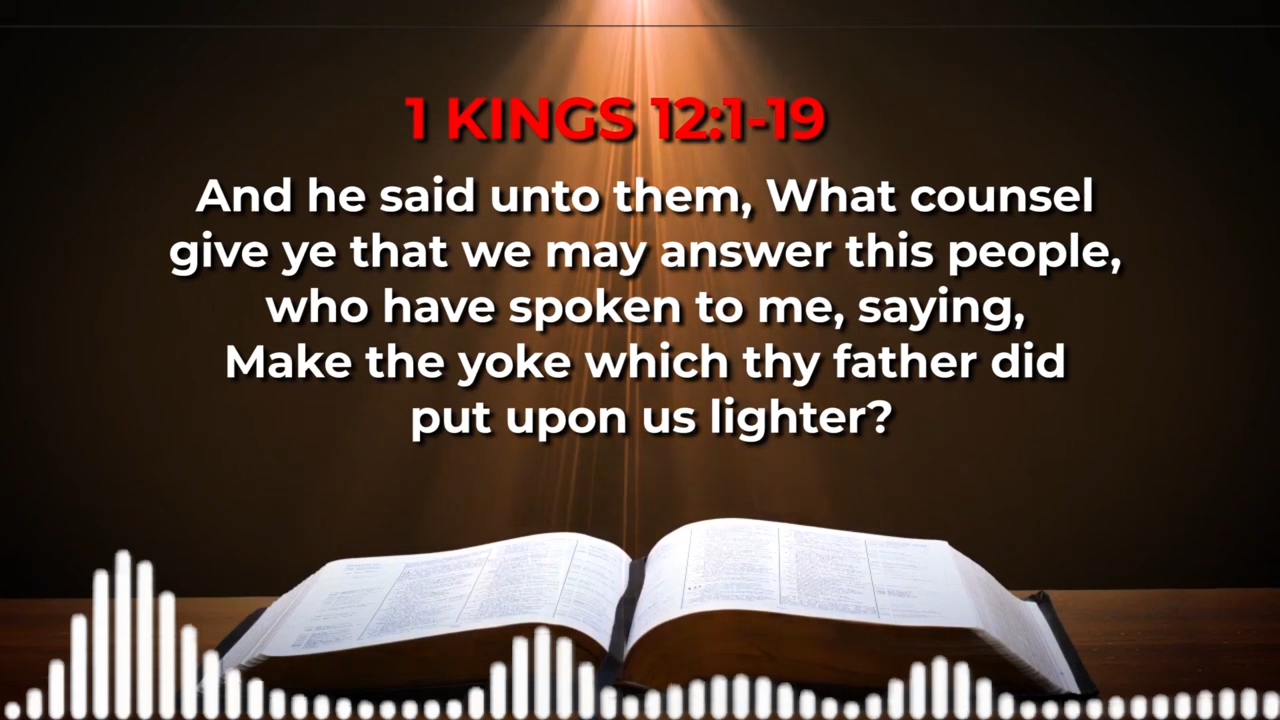 1 KINGS 12:1-19
And he said unto them, What counsel
give ye that we may answer this people,
who have spoken to me, saying,
Make the yoke which thy father did
put upon us lighter?